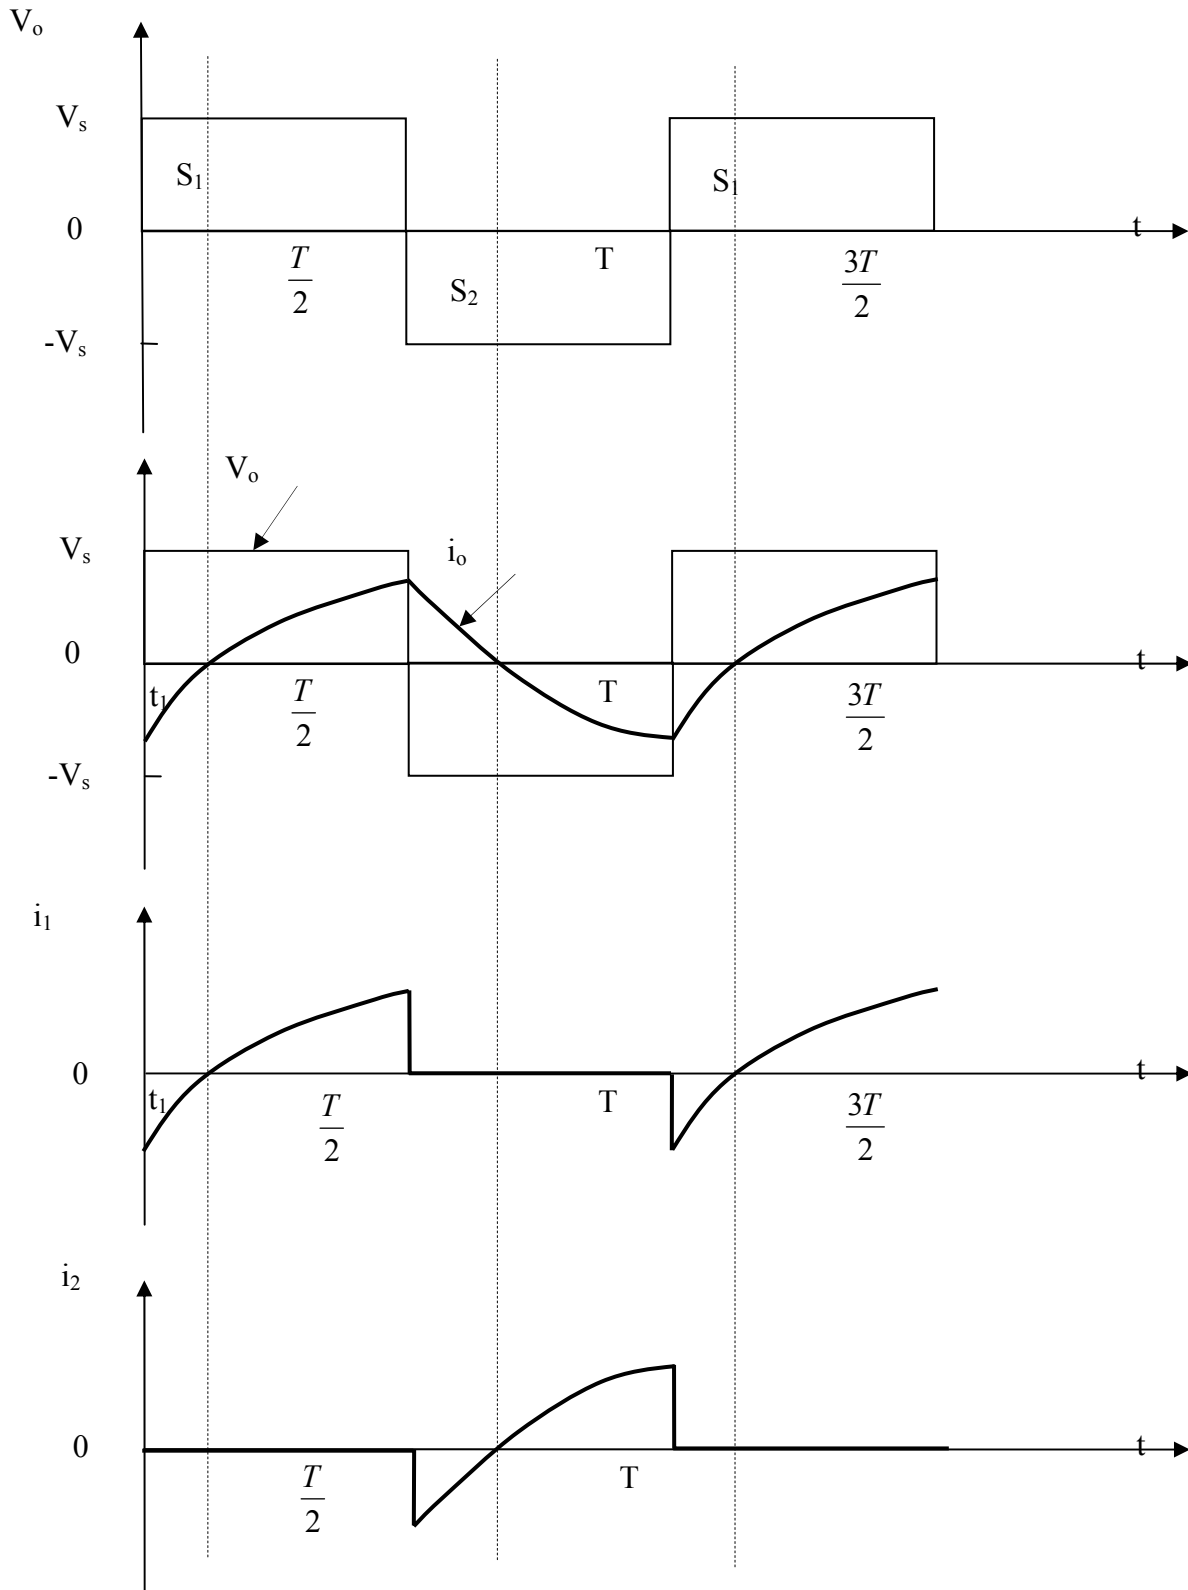 Vₒ
Vₛ
S₁ S₁
0 t
T/2 T 3T/2
S₂
-Vₛ
Vₒ
Vₛ iₒ
0 t
t₁ T/2 T 3T/2
-Vₛ
i₁
0 t
t₁ T/2 T 3T/2
i₂
0 t
T/2 T